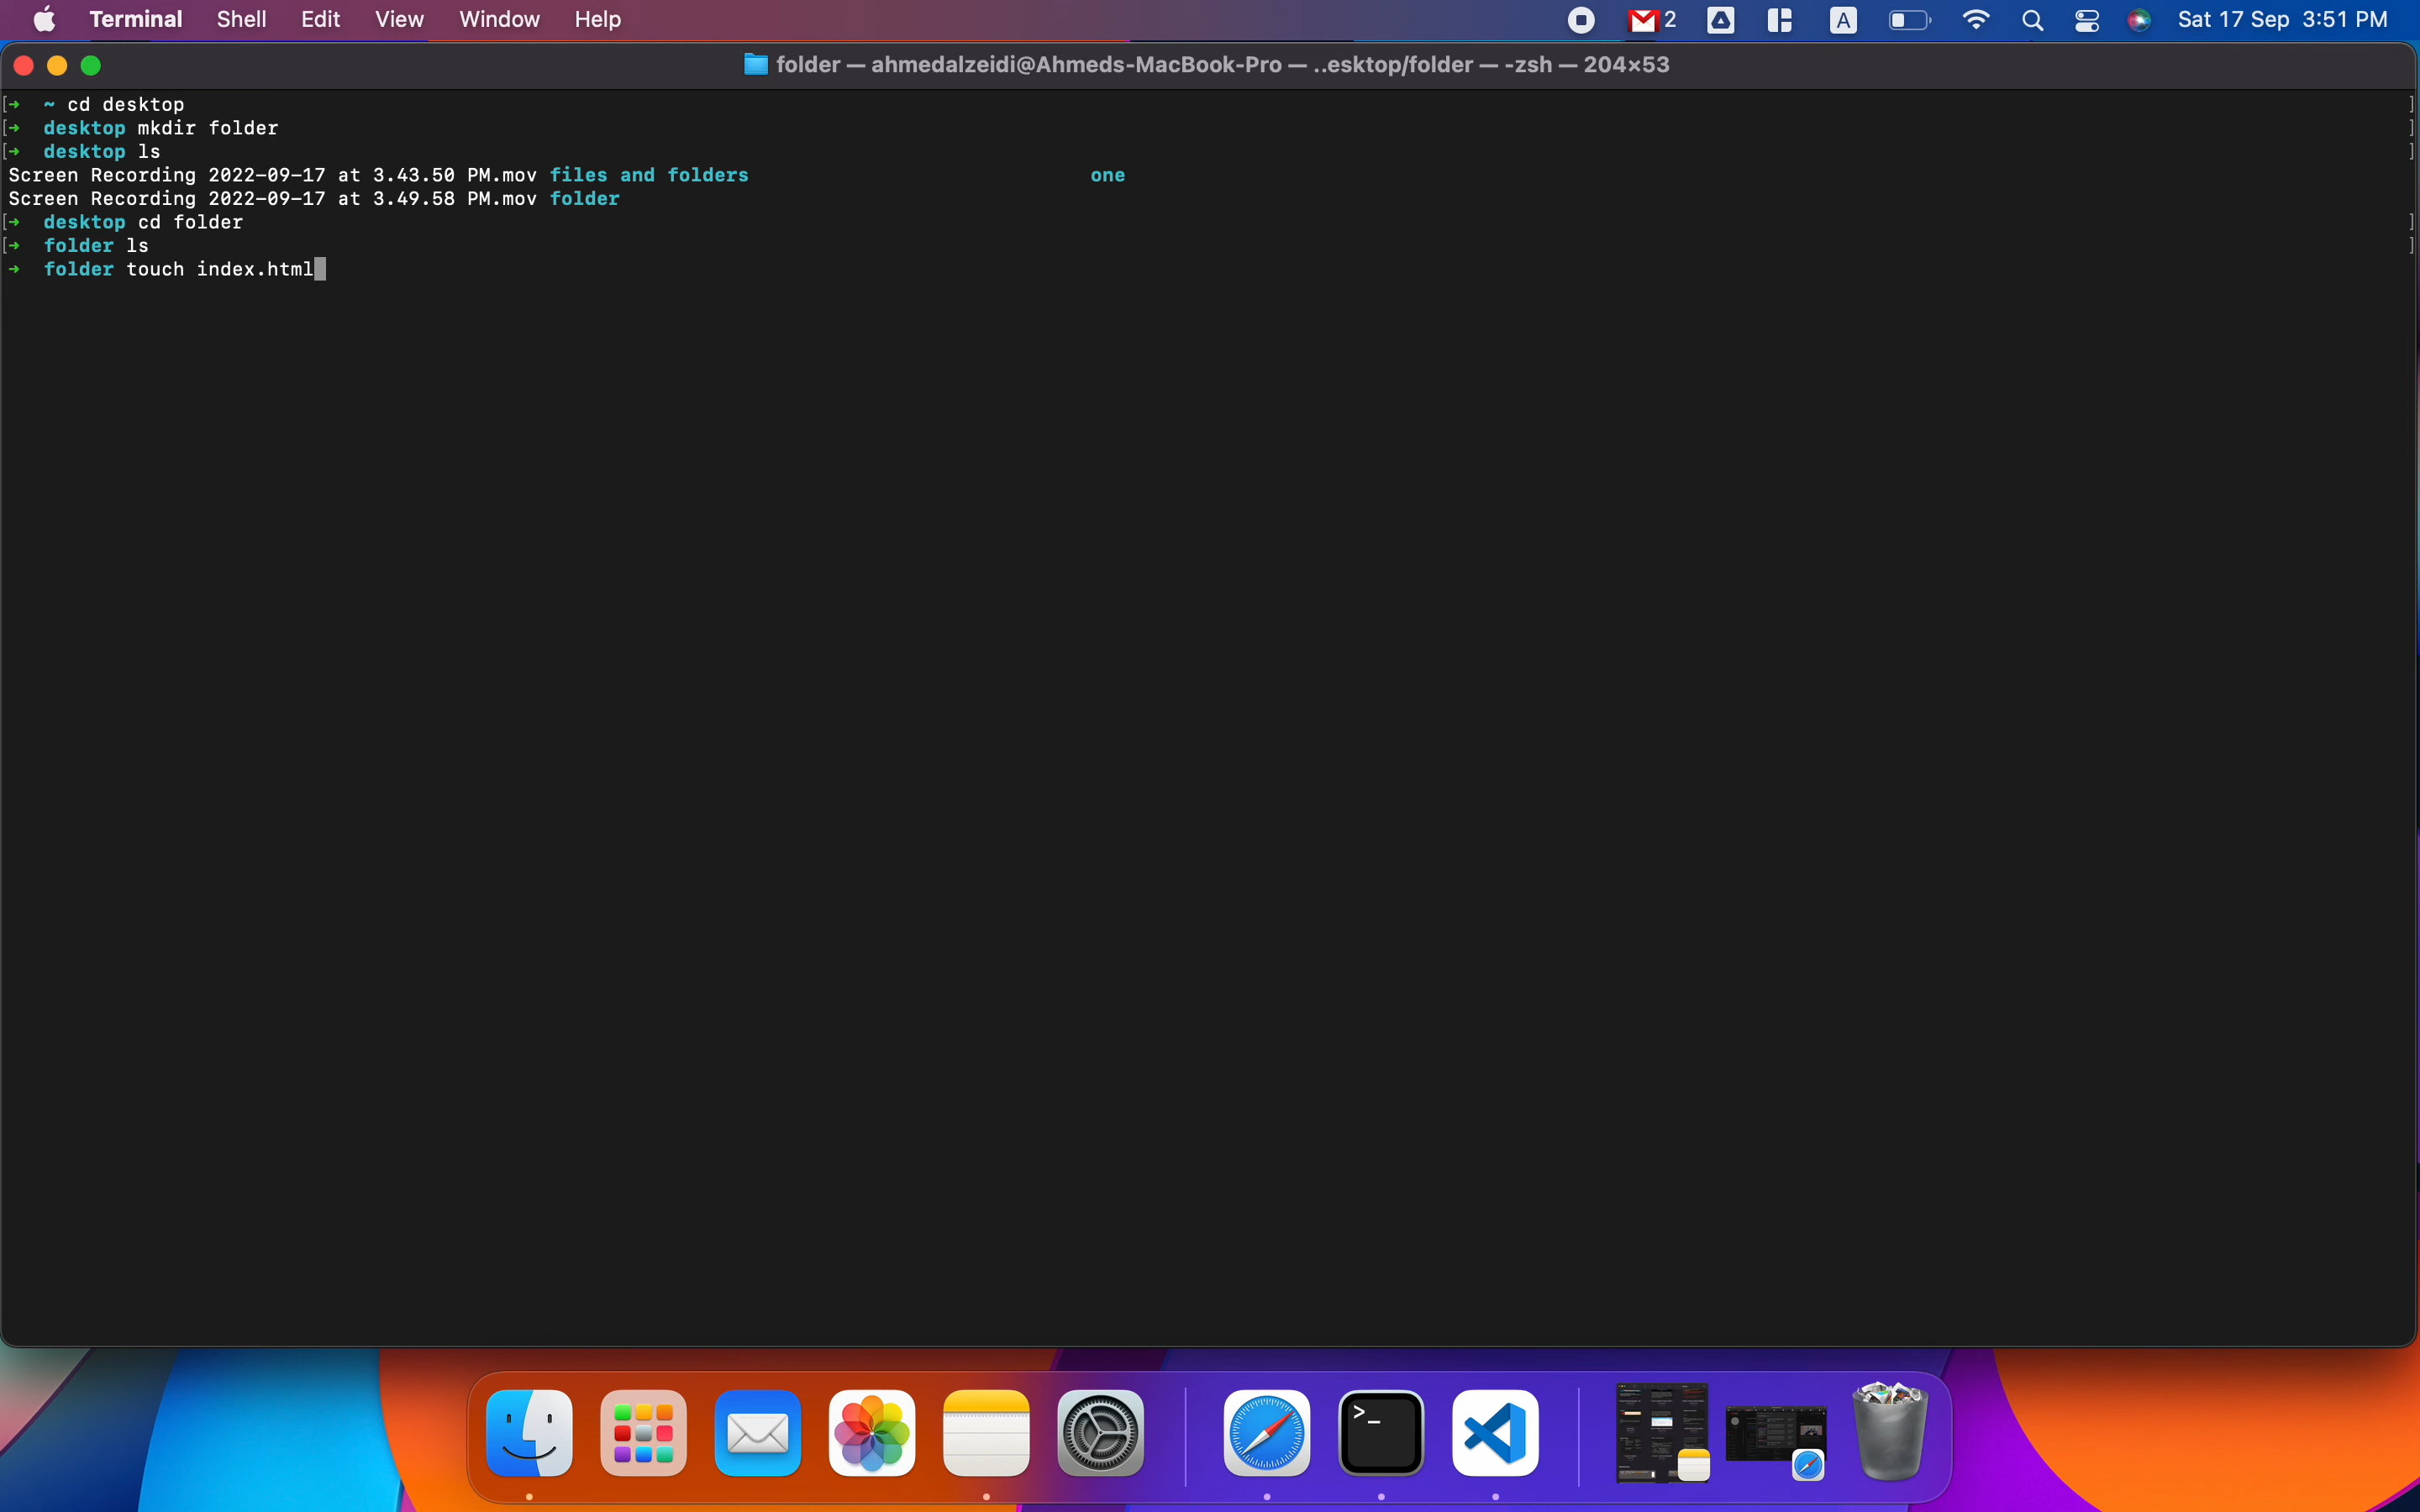 Terminal Shell Edit View Window Help 2 A Sat 17 Sep 3:51 PM
folder — ahmedalzeidi@Ahmeds-MacBook-Pro — ..esktop/folder — -zsh — 204×53
[➜ ~ cd desktop ]
[➜ desktop mkdir folder ]
[➜ desktop ls ]
Screen Recording 2022-09-17 at 3.43.50 PM.mov files and folders one
Screen Recording 2022-09-17 at 3.49.58 PM.mov folder
[➜ desktop cd folder ]
[➜ folder ls ]
➜ folder touch index.html
>_